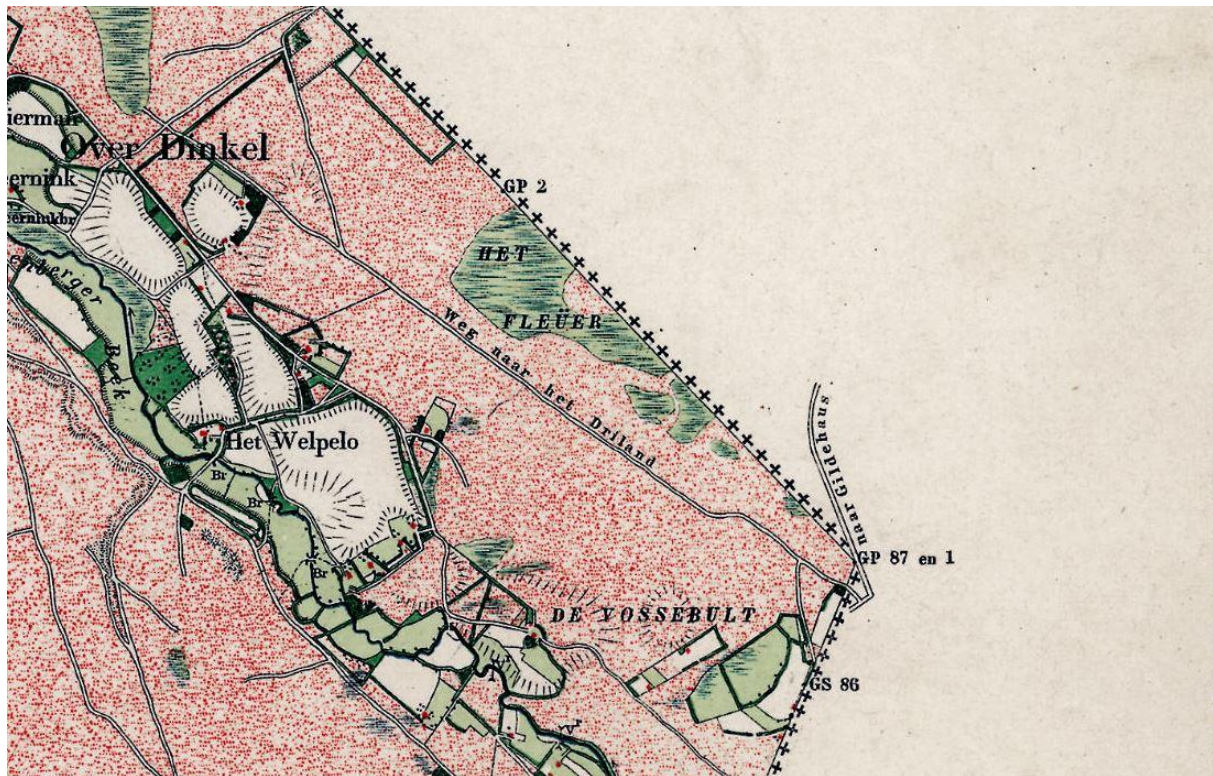 Over Dinkel
GP 2
HET
FLEÜER
Weg naar het Driland
Beek
Het Welpelo
Br
Br
Br
naar Gildehaus
GP 87 en 1
DE VOSSEBULT
GS 86